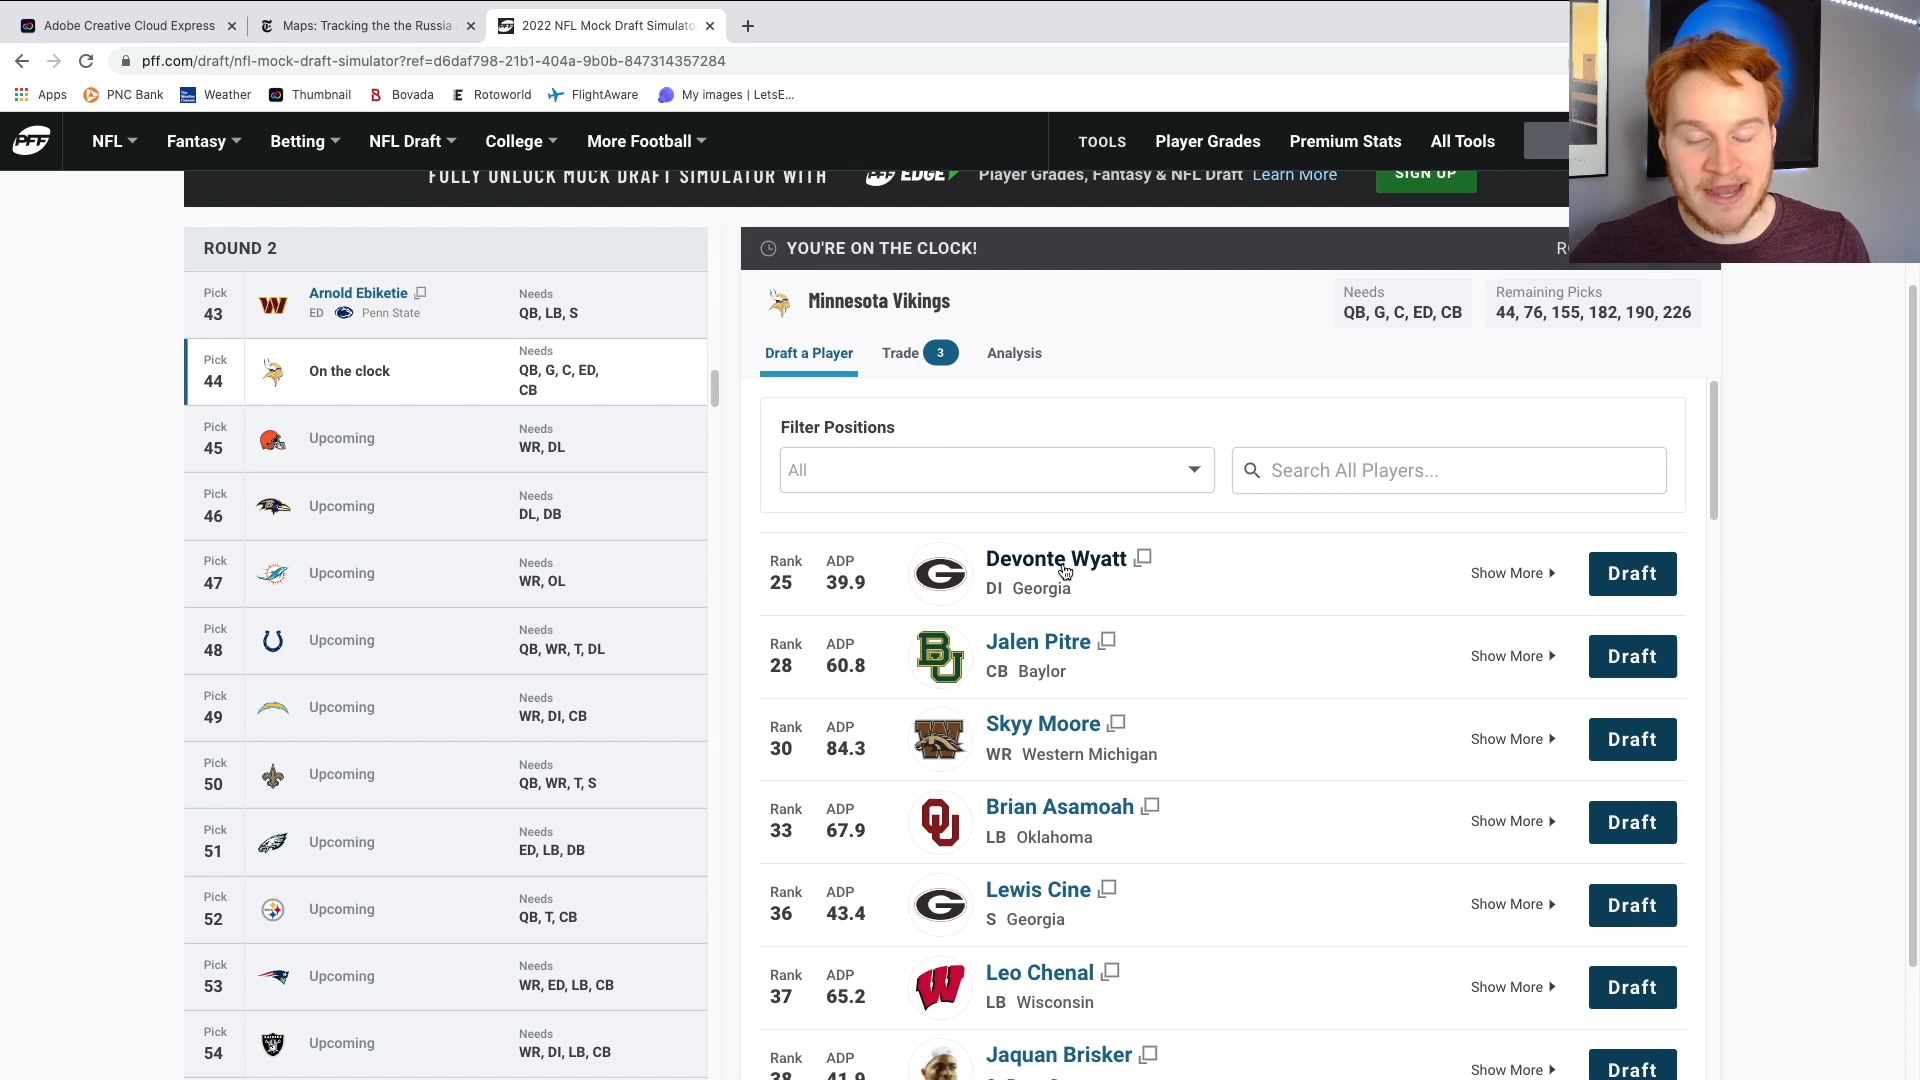 Adobe Creative Cloud Express
Maps: Tracking the the Russia
2022 NFL Mock Draft Simulato
pff.com/draft/nfl-mock-draft-simulator?ref=d6daf798-21b1-404a-9b0b-847314357284
Apps PNC Bank Weather Thumbnail Bovada Rotoworld FlightAware My images | LetsE...
PFF NFL Fantasy Betting NFL Draft College More Football TOOLS Player Grades Premium Stats All Tools
FULLY UNLOCK MOCK DRAFT SIMULATOR WITH PFF EDGE Player Grades, Fantasy & NFL Draft Learn More SIGN UP
ROUND 2
Pick 43 Arnold Ebiketie Needs
ED Penn State QB, LB, S
Pick 44 On the clock Needs
QB, G, C, ED,
CB
Pick 45 Upcoming Needs
WR, DL
Pick 46 Upcoming Needs
DL, DB
Pick 47 Upcoming Needs
WR, OL
Pick 48 Upcoming Needs
QB, WR, T, DL
Pick 49 Upcoming Needs
WR, DI, CB
Pick 50 Upcoming Needs
QB, WR, T, S
Pick 51 Upcoming Needs
ED, LB, DB
Pick 52 Upcoming Needs
QB, T, CB
Pick 53 Upcoming Needs
WR, ED, LB, CB
Pick 54 Upcoming Needs
WR, DI, LB, CB
YOU'RE ON THE CLOCK!
Minnesota Vikings
Needs
QB, G, C, ED, CB
Remaining Picks
44, 76, 155, 182, 190, 226
Draft a Player Trade 3 Analysis
Filter Positions
All
Search All Players...
Rank ADP Devonte Wyatt Show More Draft
25 39.9 DI Georgia
Rank ADP Jalen Pitre Show More Draft
28 60.8 CB Baylor
Rank ADP Skyy Moore Show More Draft
30 84.3 WR Western Michigan
Rank ADP Brian Asamoah Show More Draft
33 67.9 LB Oklahoma
Rank ADP Lewis Cine Show More Draft
36 43.4 S Georgia
Rank ADP Leo Chenal Show More Draft
37 65.2 LB Wisconsin
Rank ADP Jaquan Brisker Show More Draft
38 41.9